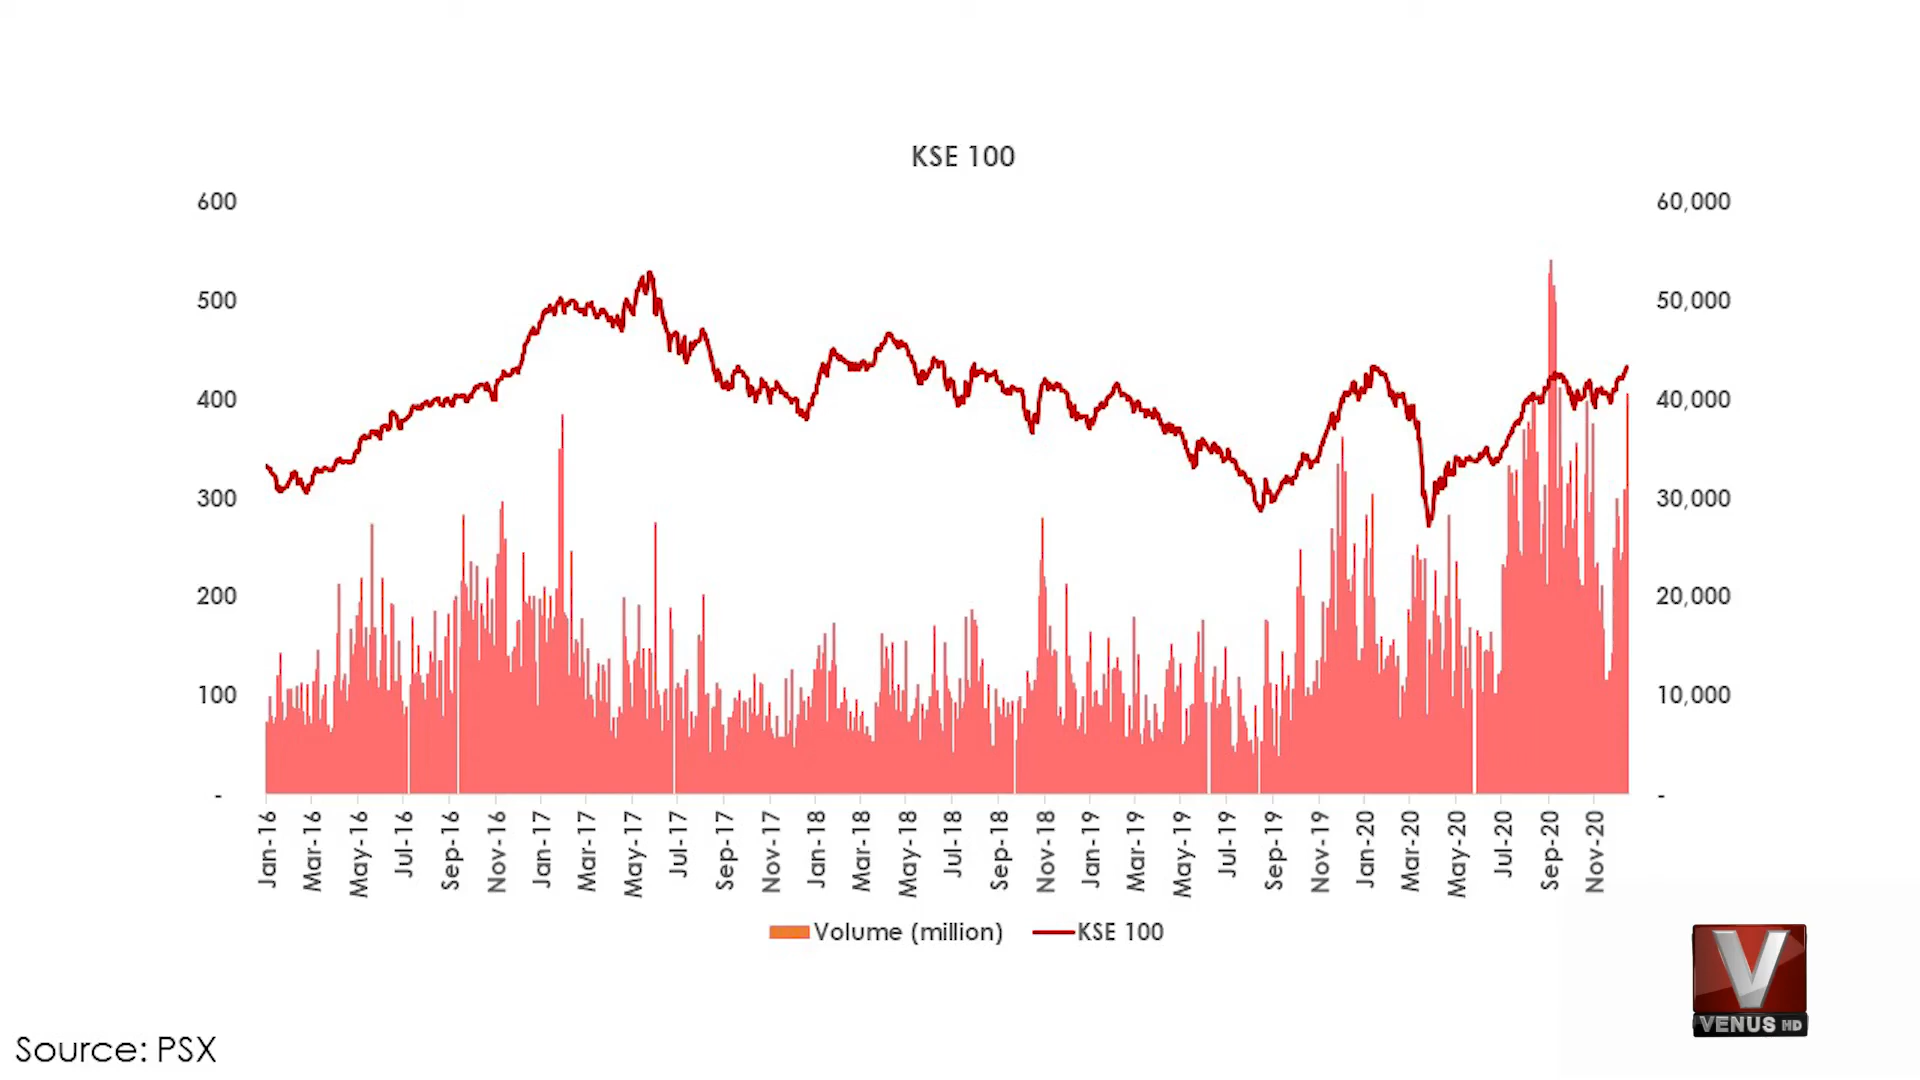 KSE 100
600
500
400
300
200
100
-
60,000
50,000
40,000
30,000
20,000
10,000
-
Jan-16
Mar-16
May-16
Jul-16
Sep-16
Nov-16
Jan-17
Mar-17
May-17
Jul-17
Sep-17
Nov-17
Jan-18
Mar-18
May-18
Jul-18
Sep-18
Nov-18
Jan-19
Mar-19
May-19
Jul-19
Sep-19
Nov-19
Jan-20
Mar-20
May-20
Jul-20
Sep-20
Nov-20
Volume (million) KSE 100
V
VENUS HD
Source: PSX